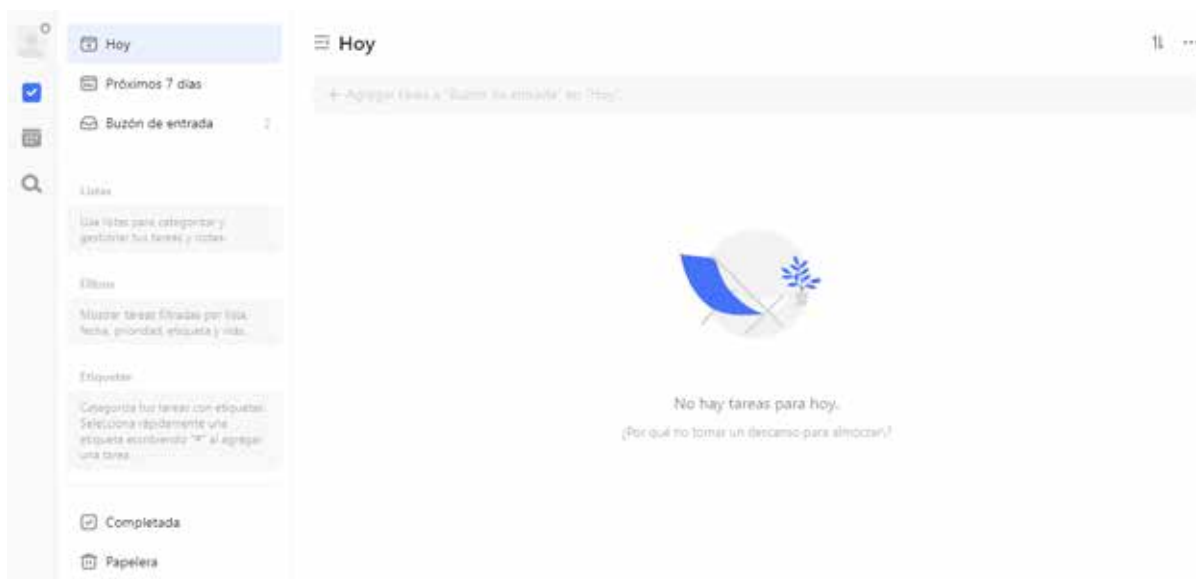 Hoy
Próximos 7 días
Buzón de entrada 2
Listas
Usa listas para categorizar y
gestionar tus tareas y notas.
Filtros
Mostrar tareas filtradas por lista,
fecha, prioridad, etiqueta y más.
Etiquetas
Categoriza tus tareas con etiquetas.
Selecciona rápidamente una
etiqueta escribiendo "#" al agregar
una tarea
Completada
Papelera
Hoy
+ Agregar tarea a "Buzón de entrada" en "Hoy".
No hay tareas para hoy.
¿Por qué no tomar un descanso para almorzar?